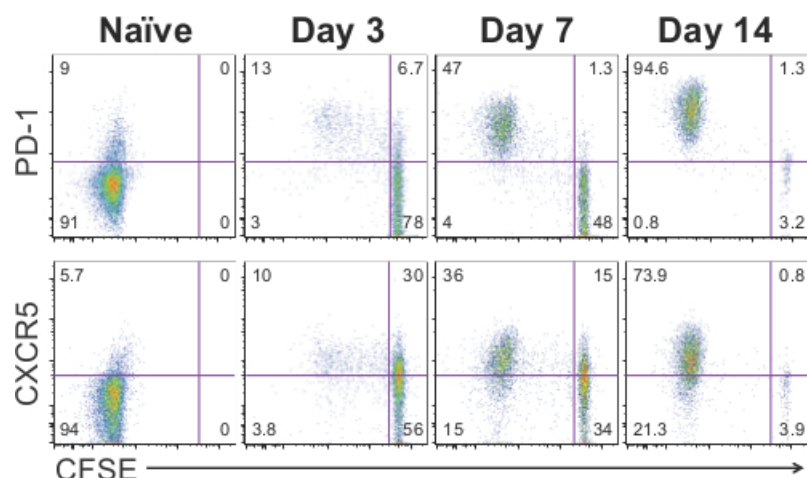 Naïve Day 3 Day 7 Day 14
9 0 13 6.7 47 1.3 94.6 1.3
PD-1
91 0 3 78 4 48 0.8 3.2
5.7 0 10 30 36 15 73.9 0.8
CXCR5
94 0 3.8 56 15 34 21.3 3.9
CFSE